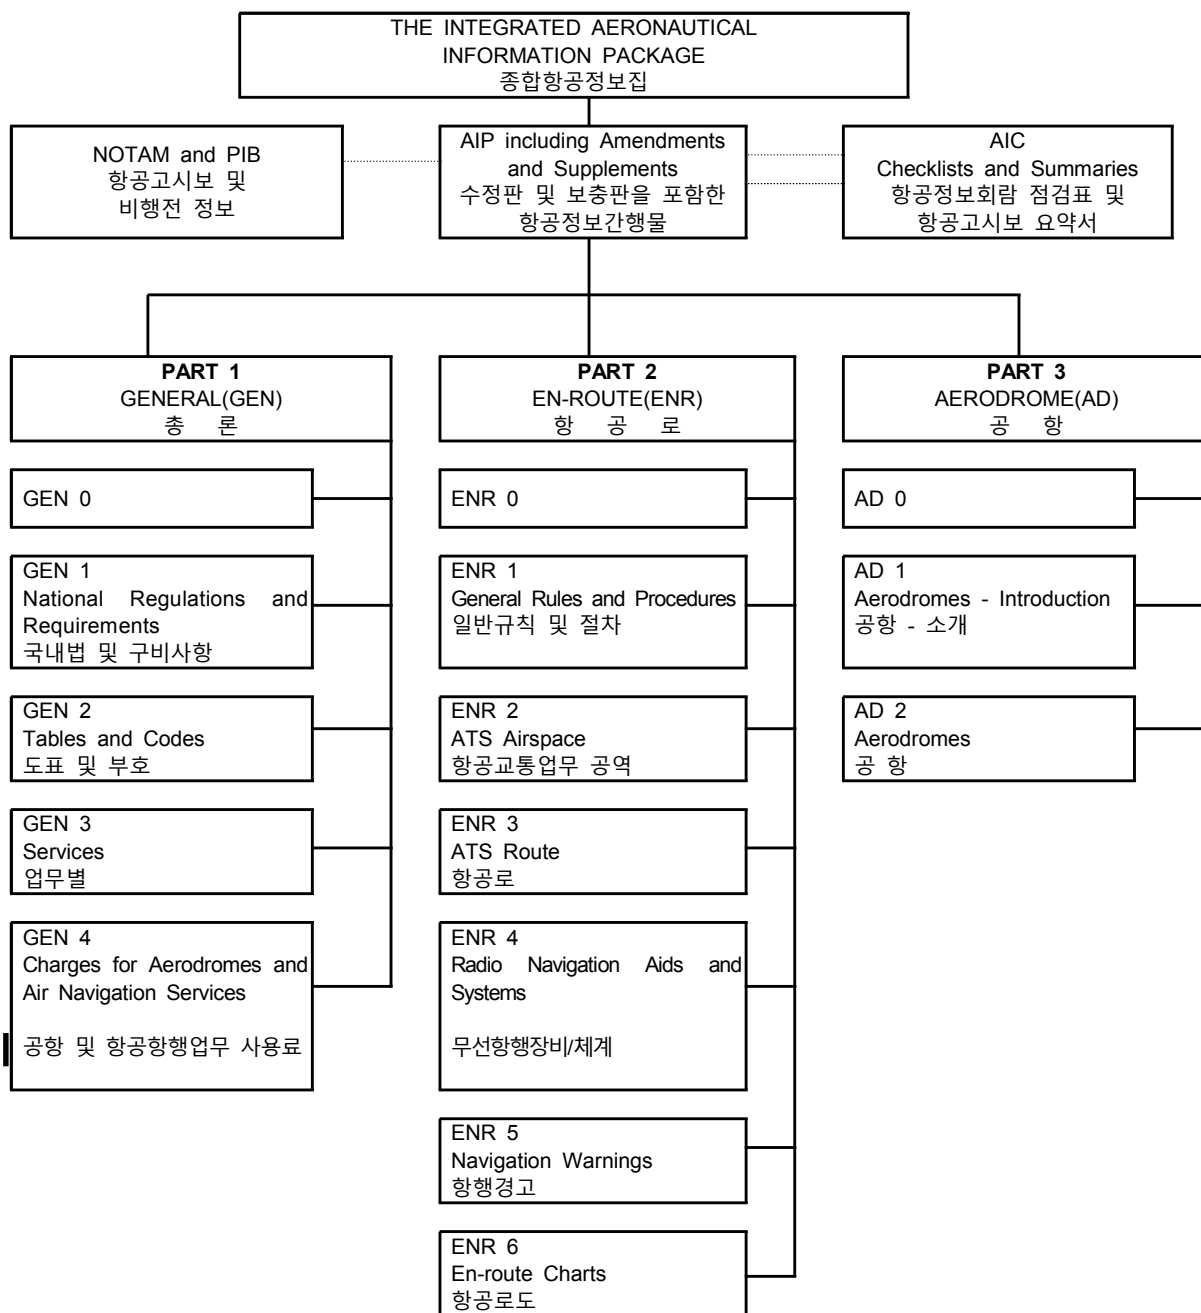 THE INTEGRATED AERONAUTICAL
INFORMATION PACKAGE
종합항공정보집
NOTAM and PIB
항공고시보 및
비행전 정보
AIP including Amendments
and Supplements
수정판 및 보충판을 포함한
항공정보간행물
AIC
Checklists and Summaries
항공정보회람 점검표 및
항공고시보 요약서
PART 1
GENERAL(GEN)
총 론
PART 2
EN-ROUTE(ENR)
항 공 로
PART 3
AERODROME(AD)
공 항
GEN 0
GEN 1
National Regulations and
Requirements
국내법 및 구비사항
GEN 2
Tables and Codes
도표 및 부호
GEN 3
Services
업무별
GEN 4
Charges for Aerodromes and
Air Navigation Services
공항 및 항공항행업무 사용료
ENR 0
ENR 1
General Rules and Procedures
일반규칙 및 절차
ENR 2
ATS Airspace
항공교통업무 공역
ENR 3
ATS Route
항공로
ENR 4
Radio Navigation Aids and
Systems
무선항행장비/체계
ENR 5
Navigation Warnings
항행경고
ENR 6
En-route Charts
항공로도
AD 0
AD 1
Aerodromes - Introduction
공항 - 소개
AD 2
Aerodromes
공 항